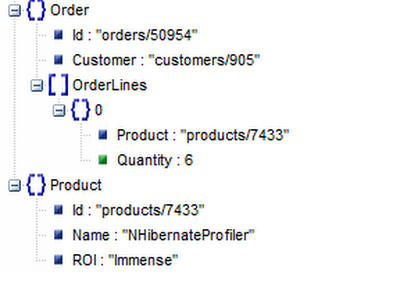 Order
Id : "orders/50954"
Customer : "customers/905"
OrderLines
0
Product : "products/7433"
Quantity : 6
Product
Id : "products/7433"
Name : "NHibernateProfiler"
ROI : "Immense"